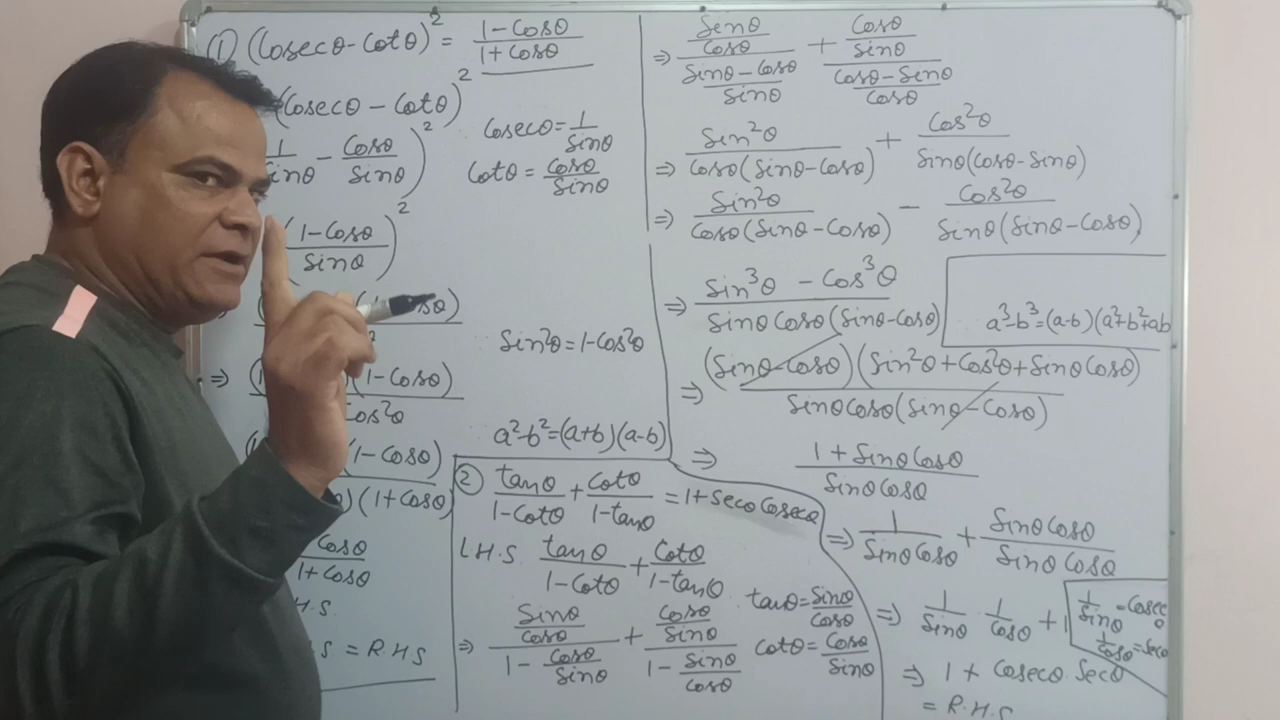 ① (Cosecθ-Cotθ)² = 1-Cosθ / 1+Cosθ
(Cosecθ - Cotθ)²
Cosecθ = 1/Sinθ
1/Sinθ - Cosθ/Sinθ)²
Cotθ = Cosθ/Sinθ
(1-Cosθ / Sinθ)²
Sin²θ = 1-Cos²θ
⇒ (1-Cosθ)
Cos²θ
a²-b² = (a+b)(a-b)
(1-Cosθ)
(1+Cosθ)
Cosθ
1+Cosθ
H.S
S = R.H.S
② tanθ / 1-Cotθ + Cotθ / 1-tanθ = 1+Secθ Cosecθ
L.H.S tanθ / 1-Cotθ + Cotθ / 1-tanθ
tanθ = Sinθ/Cosθ
⇒ Sinθ/Cosθ / 1 - Cosθ/Sinθ + Cosθ/Sinθ / 1 - Sinθ/Cosθ
Cotθ = Cosθ/Sinθ
⇒ Sinθ/Cosθ / Sinθ-Cosθ/Sinθ + Cosθ/Sinθ / Cosθ-Sinθ/Cosθ
⇒ Sin²θ / Cosθ(Sinθ-Cosθ) + Cos²θ / Sinθ(Cosθ-Sinθ)
⇒ Sin²θ / Cosθ(Sinθ-Cosθ) - Cos²θ / Sinθ(Sinθ-Cosθ)
⇒ Sin³θ - Cos³θ / Sinθ Cosθ(Sinθ-Cosθ)
a³-b³=(a-b)(a²+b²+ab
⇒ (Sinθ-Cosθ)(Sin²θ+Cos²θ+Sinθ Cosθ) / Sinθ Cosθ(Sinθ-Cosθ)
⇒ 1+Sinθ Cosθ / Sinθ Cosθ
⇒ 1 / Sinθ Cosθ + Sinθ Cosθ / Sinθ Cosθ
⇒ 1/Sinθ · 1/Cosθ + 1
1/Sinθ = Cosecθ
1/Cosθ = Secθ
⇒ 1 + Cosecθ. Secθ
= R.H.S